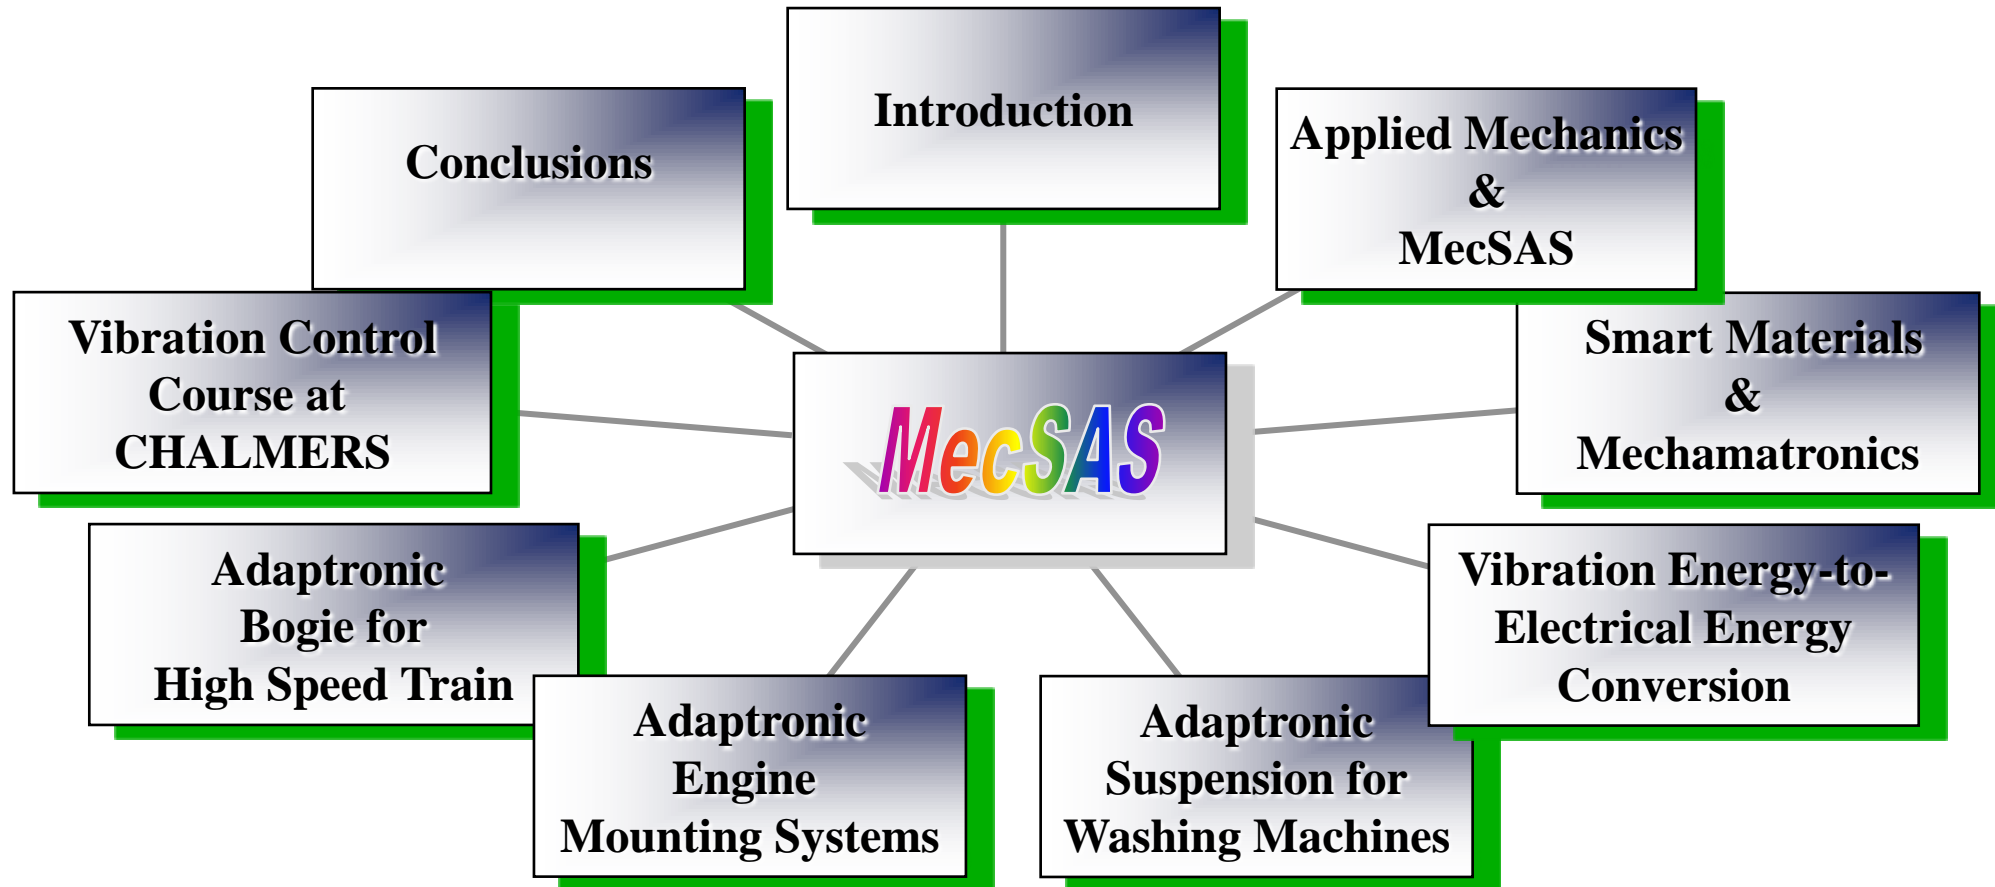 Introduction
Applied Mechanics
&
MecSAS
Smart Materials
&
Mechamatronics
Vibration Energy-to-
Electrical Energy
Conversion
Adaptronic
Suspension for
Washing Machines
Adaptronic
Engine
Mounting Systems
Adaptronic
Bogie for
High Speed Train
Vibration Control
Course at
CHALMERS
Conclusions
MecSAS